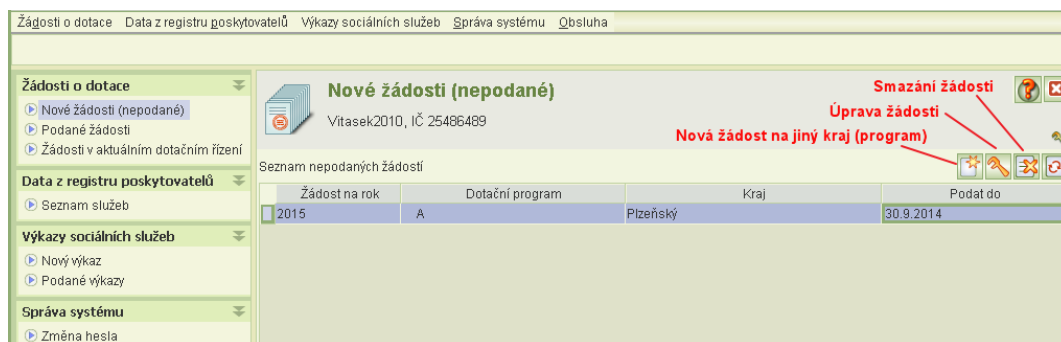 Žádosti o dotace Data z registru poskytovatelů Výkazy sociálních služeb Správa systému Obsluha
Žádosti o dotace
Nové žádosti (nepodané)
Podané žádosti
Žádosti v aktuálním dotačním řízení
Data z registru poskytovatelů
Seznam služeb
Výkazy sociálních služeb
Nový výkaz
Podané výkazy
Správa systému
Změna hesla
Nové žádosti (nepodané)
Vitasek2010, IČ 25486489
Smazání žádosti
Úprava žádosti
Nová žádost na jiný kraj (program)
Seznam nepodaných žádostí
Žádost na rok Dotační program Kraj Podat do
2015 A Plzeňský 30.9.2014